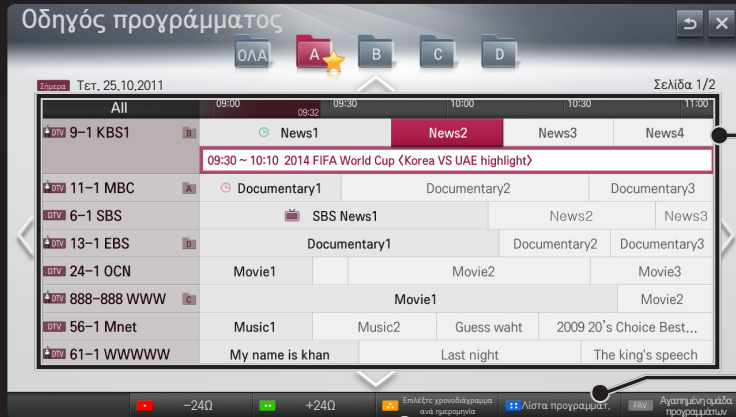 Οδηγός προγράμματος
ΟΛΑ A B C D
Σήμερα Τετ, 25,10,2011 Σελίδα 1/2
All 09:00 09:32 09:30 10:00 10:30 11:00
DTV 9-1 KBS1 B News1 News2 News3 News4
09:30 ~ 10:10 2014 FIFA World Cup 〈Korea VS UAE highlight〉
DTV 11-1 MBC A Documentary1 Documentary2 Documentary3
DTV 6-1 SBS SBS News1 News2 News3
DTV 13-1 EBS D Documentary1 Documentary2 Documentary3
DTV 24-1 OCN Movie1 Movie2 Movie3
DTV 888-888 WWW C Movie1 Movie2
DTV 56-1 Mnet Music1 Music2 Guess waht 2009 20's Choice Best...
DTV 61-1 WWWWW My name is khan Last night The king's speech
-24Ω +24Ω Επιλέξτε χρονοδιάγραμμα ανά ημερομηνία Λίστα προγραμμάτ. FAV Αγαπημένη ομάδα προγραμμάτων